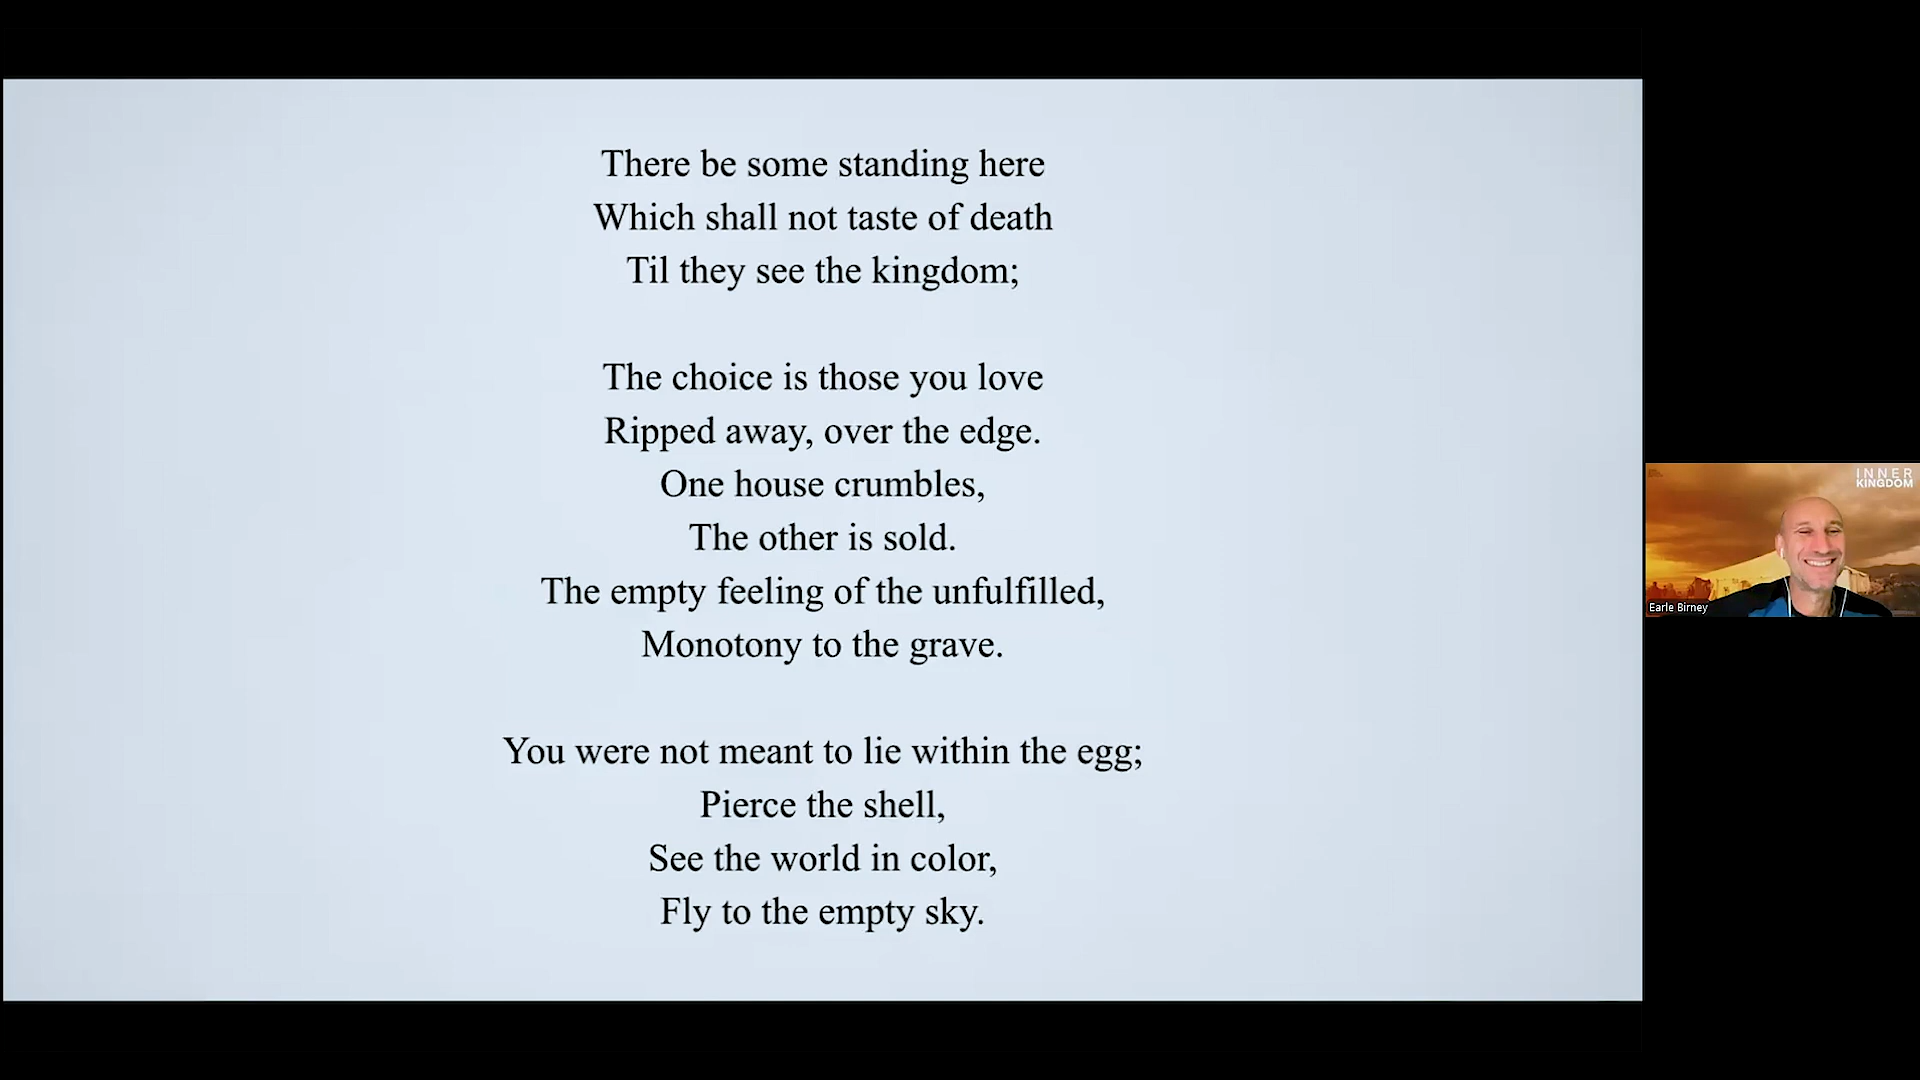 There be some standing here
Which shall not taste of death
Til they see the kingdom;
The choice is those you love
Ripped away, over the edge.
One house crumbles,
The other is sold.
The empty feeling of the unfulfilled,
Monotony to the grave.
You were not meant to lie within the egg;
Pierce the shell,
See the world in color,
Fly to the empty sky.
INNER
KINGDOM
Earle Birney